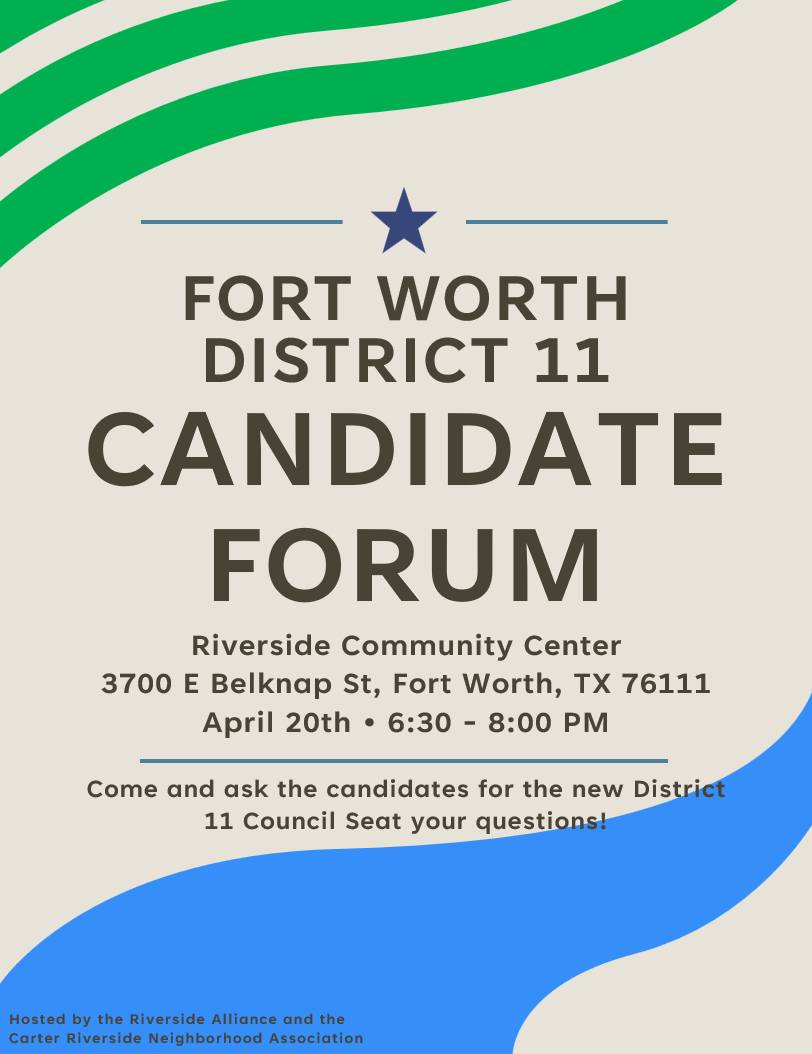 FORT WORTH
DISTRICT 11
CANDIDATE
FORUM
Riverside Community Center
3700 E Belknap St, Fort Worth, TX 76111
April 20th • 6:30 - 8:00 PM
Come and ask the candidates for the new District
11 Council Seat your questions!
Hosted by the Riverside Alliance and the
Carter Riverside Neighborhood Association